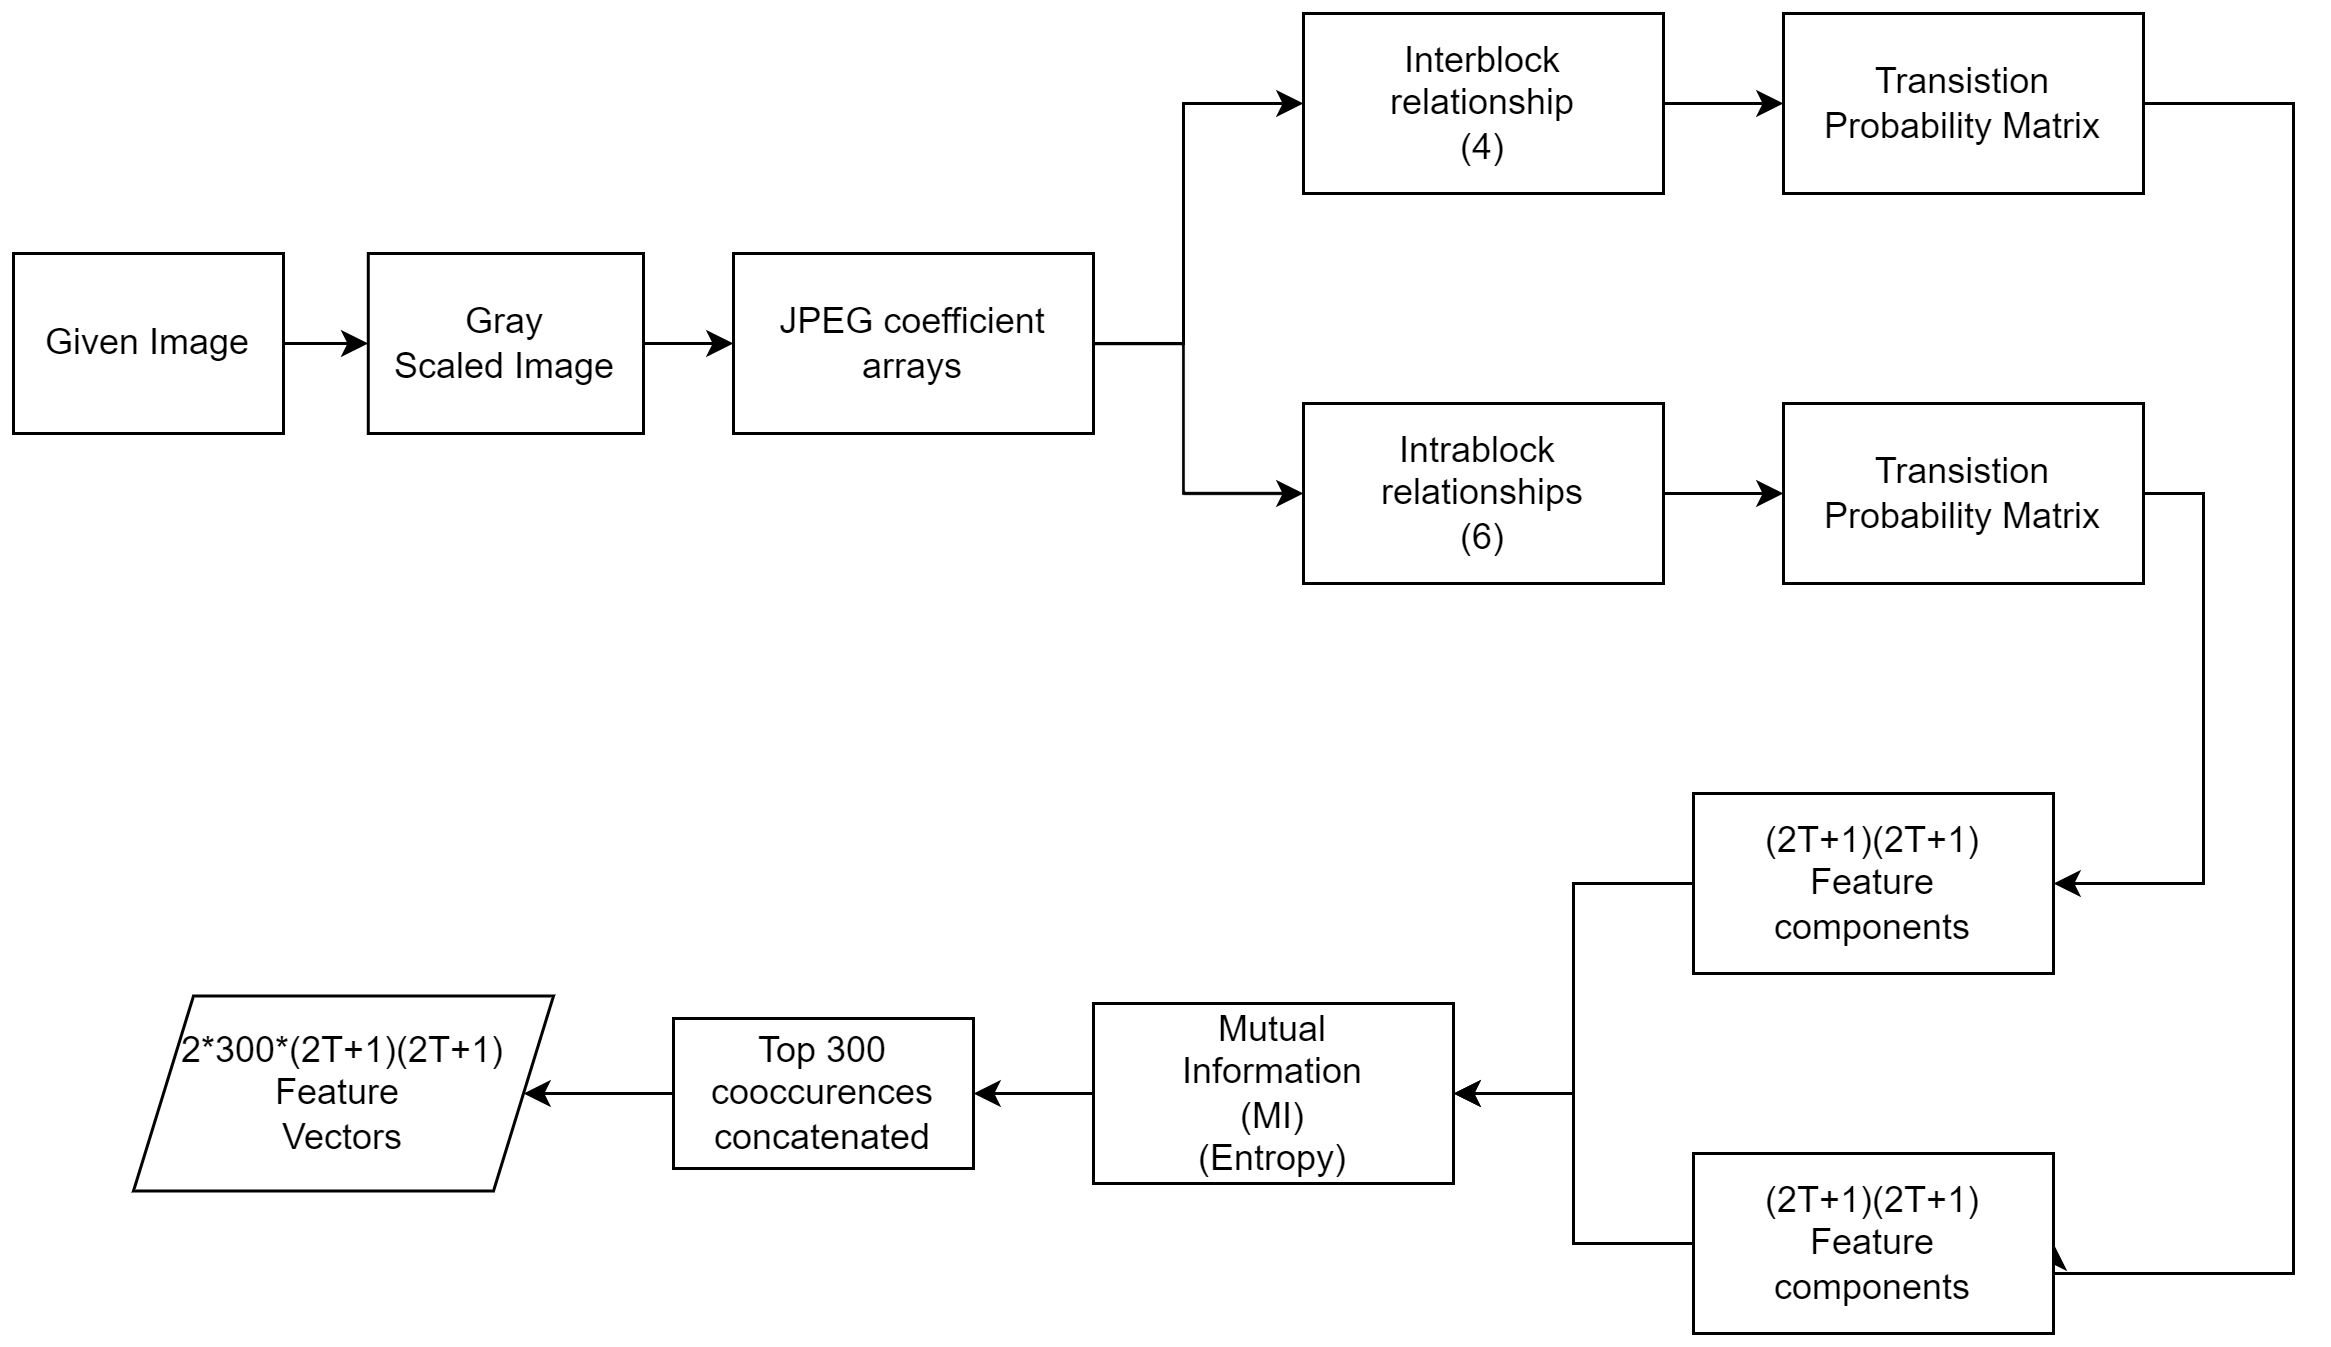 Given Image
Gray
Scaled Image
JPEG coefficient
arrays
Interblock
relationship
(4)
Transistion
Probability Matrix
Intrablock
relationships
(6)
Transistion
Probability Matrix
(2T+1)(2T+1)
Feature
components
(2T+1)(2T+1)
Feature
components
Mutual
Information
(MI)
(Entropy)
Top 300
cooccurences
concatenated
2*300*(2T+1)(2T+1)
Feature
Vectors